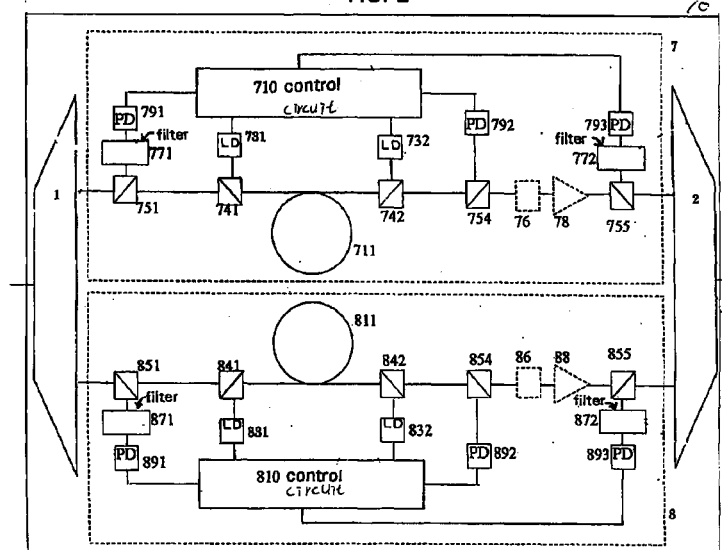 10
7
710 control
circuit
791
PD
filter
771
781
LD
732
LD
PD
792
793
PD
filter
772
1
751
741
742
754
76
78
755
2
711
811
851
841
842
854
86
88
855
filter
871
LD
881
LD
832
filter
872
PD
891
PD
892
893
PD
810 control
circuit
8